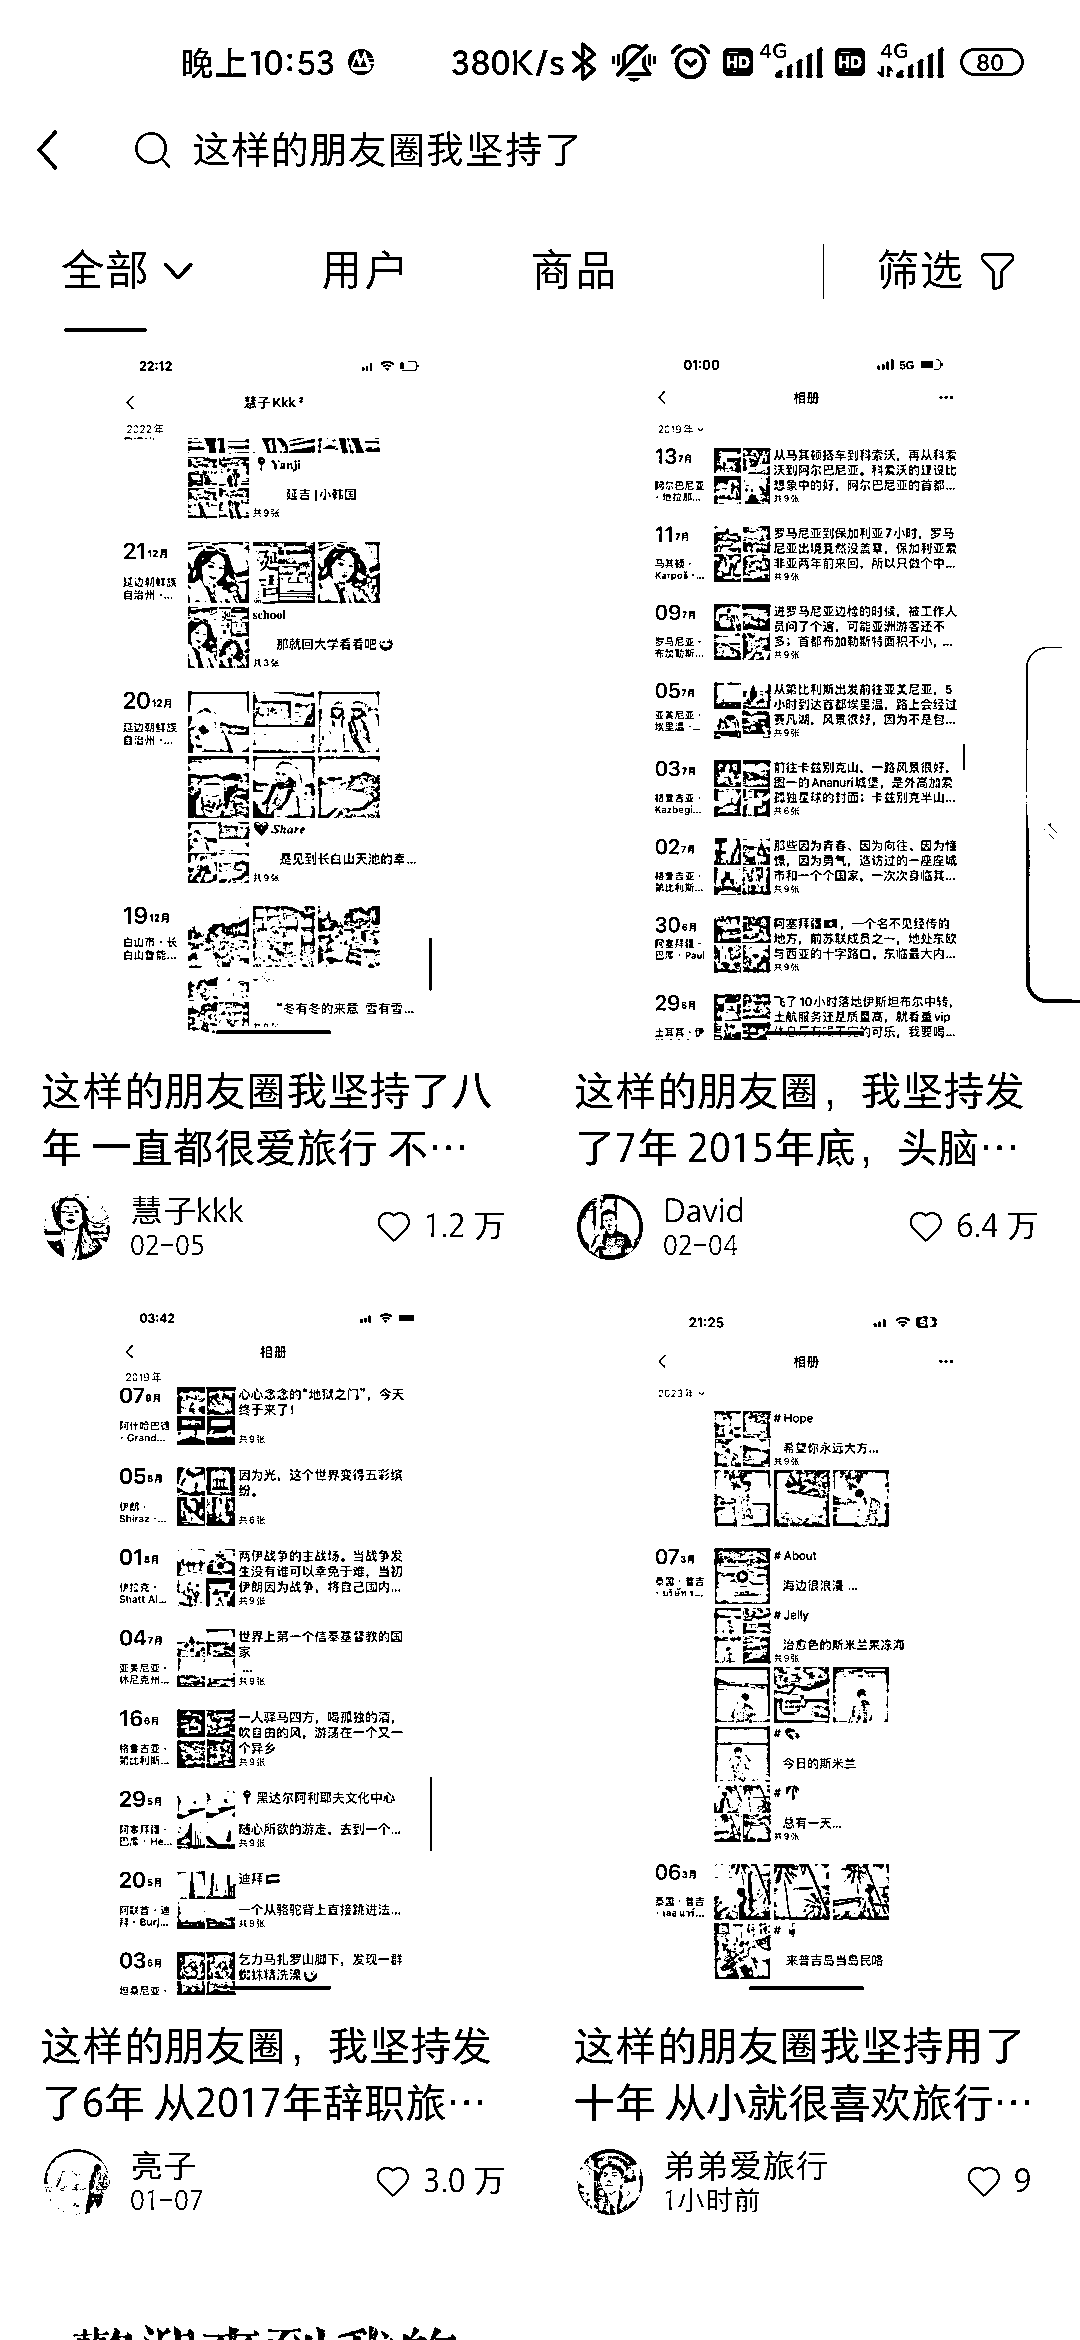 晚上10:53
380K/s
4G
HD
4G
HD
80
这样的朋友圈我坚持了
全部
用户
商品
筛选
22:12
慧子Kkk²
2022年
Yanji
延吉|小韩国
共9张
21 12月
延边朝鲜族
自治州 ·...
school
那就回大学看看吧
共3张
20 12月
延边朝鲜族
自治州 ·...
Share
是见到长白山天池的幸...
共9张
19 12月
白山市 · 长
白山鲁能...
"冬有冬的来意 雪有雪...
01:00
5G
相册
2019年
13 7月
阿尔巴尼亚
· 地拉那...
从马其顿搭车到科索沃，再从科索
沃到阿尔巴尼亚。科索沃的建设比
想象中的好，阿尔巴尼亚的首都...
共9张
11 7月
马其顿 ·
Karpoš ·...
罗马尼亚到保加利亚7小时，罗马
尼亚出境竟然没盖章，保加利亚索
非亚两年前来回，所以只做个中...
共9张
09 7月
罗马尼亚 ·
布加勒斯...
进罗马尼亚边检的时候，被工作人
员问了个遍，可能亚洲游客还不
多；首都布加勒斯特面积不小，...
共9张
05 7月
亚美尼亚 ·
埃里温 ·...
从第比利斯出发前往亚美尼亚，5
小时到达首都埃里温，路上会经过
赛凡湖，风景很好，因为不是包...
共9张
03 7月
格鲁吉亚 ·
Kazbegi...
前往卡兹别克山、一路风景很好，
图一的Ananuri城堡，是外高加索
孤独星球的封面；卡兹别克半山...
共6张
02 7月
格鲁吉亚 ·
第比利斯...
那些因为青春、因为向往、因为憧
憬，因为勇气，造访过的一座座城
市和一个个国家，一次次身临其...
共9张
30 6月
阿塞拜疆 ·
巴库 · Paul
阿塞拜疆，一个名不见经传的
地方，前苏联成员之一，地处东欧
与西亚的十字路口，东临最大内...
共9张
29 6月
土耳其 · 伊
飞了10小时落地伊斯坦布尔中转，
土航服务还是质量高，就看重vip
的可乐，我要喝...
这样的朋友圈我坚持了八
年 一直都很爱旅行 不…
慧子kkk
02-05
1.2 万
这样的朋友圈，我坚持发
了7年 2015年底，头脑…
David
02-04
6.4 万
03:42
相册
2019年
07 8月
阿什哈巴德
· Grand...
心心念念的"地狱之门"，今天
终于来了！
共9张
05 8月
伊朗 ·
Shiraz ·...
因为光，这个世界变得五彩缤
纷。
共6张
01 8月
伊拉克 ·
Shatt Al...
两伊战争的主战场。当战争发
生没有谁可以幸免于难，当初
伊朗因为战争，将自己国内...
共9张
04 7月
亚美尼亚 ·
休尼克州...
世界上第一个信奉基督教的国
家
...
共9张
16 6月
格鲁吉亚 ·
第比利斯...
一人驿马四方，喝孤独的酒，
吹自由的风，游荡在一个又一
个异乡
共9张
29 5月
阿塞拜疆 ·
巴库 · He...
黑达尔阿利耶夫文化中心
随心所欲的游走，去到一个...
共9张
20 5月
阿联酋 · 迪
拜 · Burj...
迪拜
一个从骆驼背上直接跳进法...
共9张
03 5月
坦桑尼亚 ·
乞力马扎罗山脚下，发现一群
蜘蛛精洗澡
21:25
相册
2023年
# Hope
希望你永远大方...
共9张
07 3月
泰国 · 普吉
# About
海边很浪漫 ...
# Jelly
治愈色的斯米兰果冻海
共9张
#
今日的斯米兰
#
总有一天...
共9张
06 3月
泰国 · 普吉
#
来普吉岛当岛民咯
这样的朋友圈，我坚持发
了6年 从2017年辞职旅…
亮子
01-07
3.0 万
这样的朋友圈我坚持用了
十年 从小就很喜欢旅行…
弟弟爱旅行
1小时前
9